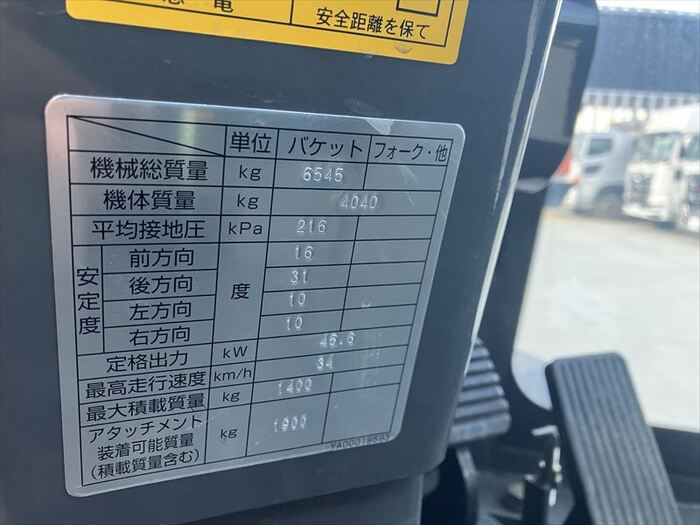 感電
安全距離を保て
単位 バケット フォーク・他
機械総質量 kg 6545
機体質量 kg 4040
平均接地圧 kPa 216
安定度 前方向 度 16
後方向 31
左方向 10
右方向 10
定格出力 kW 46.6
最高走行速度 km/h 34
最大積載質量 kg 1400
アタッチメント
装着可能質量 kg 1900
(積載質量含む)
YA00019593